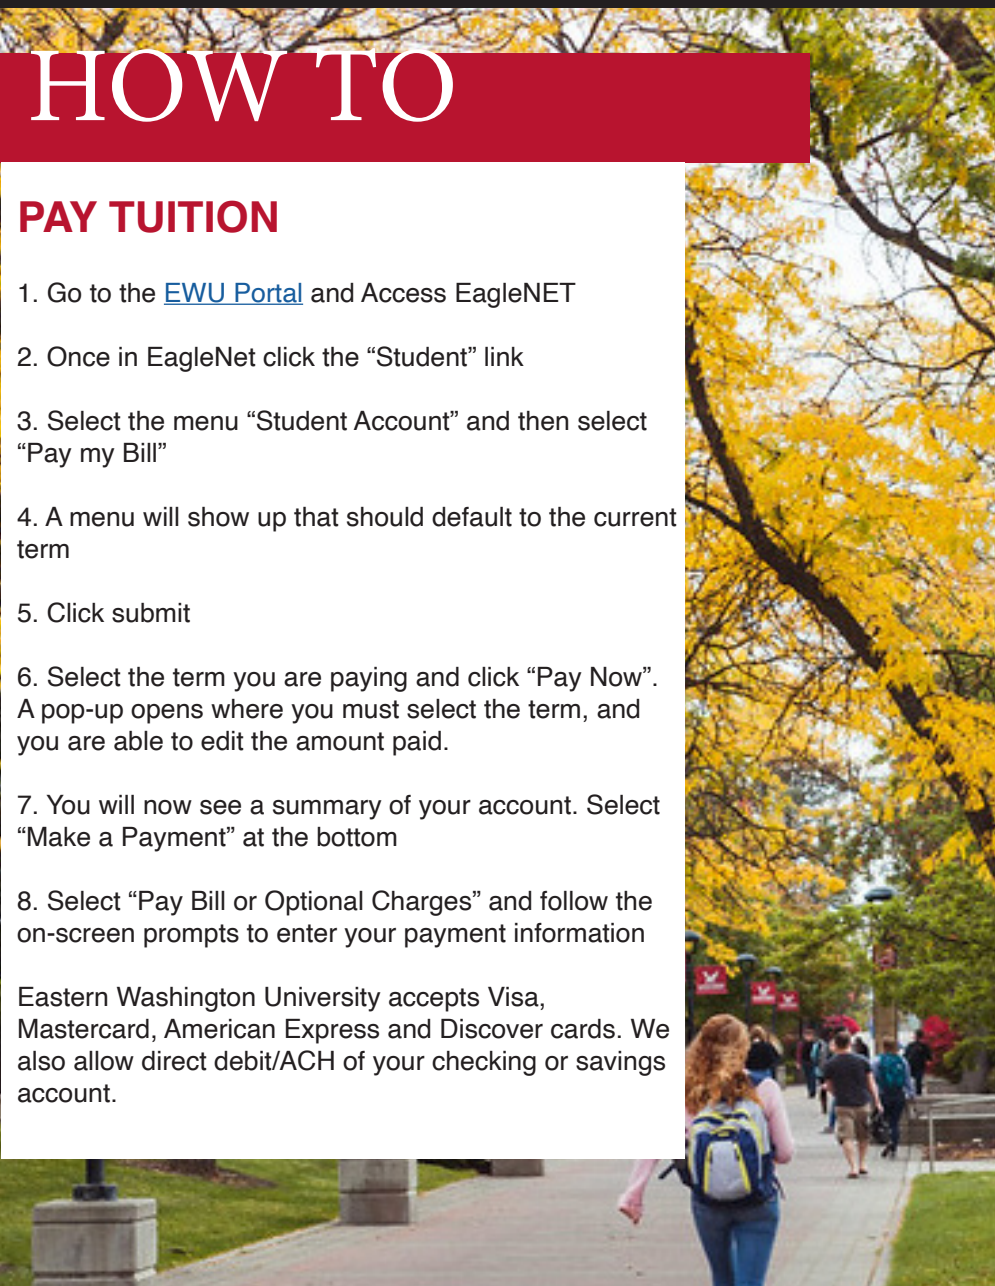 HOW TO
PAY TUITION
1. Go to the EWU Portal and Access EagleNET
2. Once in EagleNet click the “Student” link
3. Select the menu “Student Account” and then select
“Pay my Bill”
4. A menu will show up that should default to the current
term
5. Click submit
6. Select the term you are paying and click “Pay Now”.
A pop-up opens where you must select the term, and
you are able to edit the amount paid.
7. You will now see a summary of your account. Select
“Make a Payment” at the bottom
8. Select “Pay Bill or Optional Charges” and follow the
on-screen prompts to enter your payment information
Eastern Washington University accepts Visa,
Mastercard, American Express and Discover cards. We
also allow direct debit/ACH of your checking or savings
account.